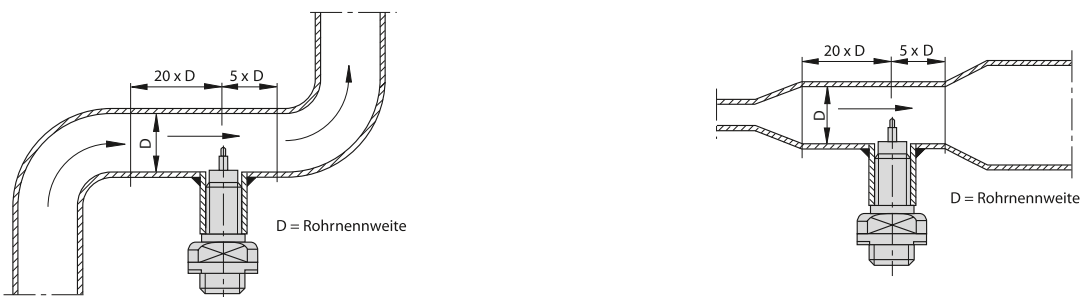 20 x D
5 x D
D
D = Rohrnennweite
20 x D
5 x D
D
D = Rohrnennweite